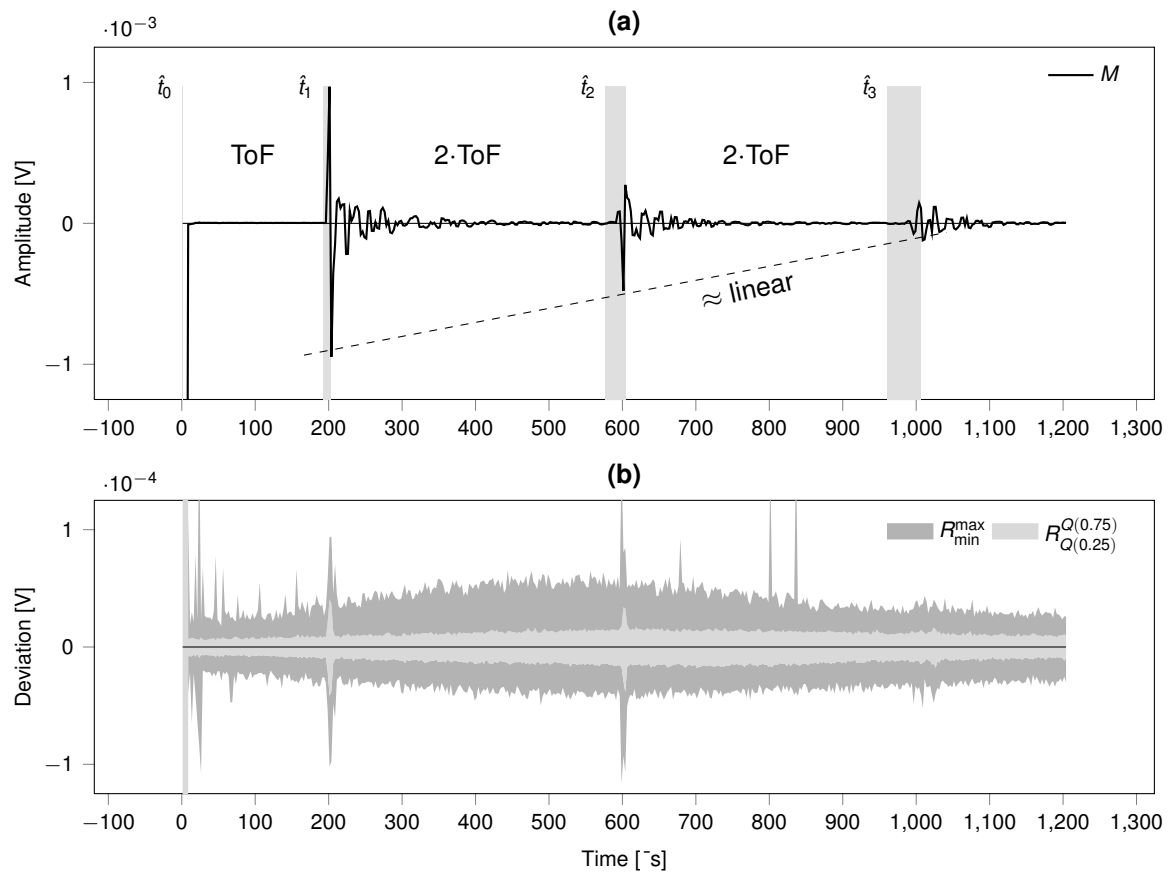 (a)
·10⁻³
Amplitude [V]
1
0
−1
t̂₀ t̂₁ t̂₂ t̂₃
M
ToF 2·ToF 2·ToF
≈ linear
−100 0 100 200 300 400 500 600 700 800 900 1,000 1,100 1,200 1,300
(b)
·10⁻⁴
Deviation [V]
1
0
−1
R_min^max R_Q(0.25)^Q(0.75)
−100 0 100 200 300 400 500 600 700 800 900 1,000 1,100 1,200 1,300
Time [¯s]